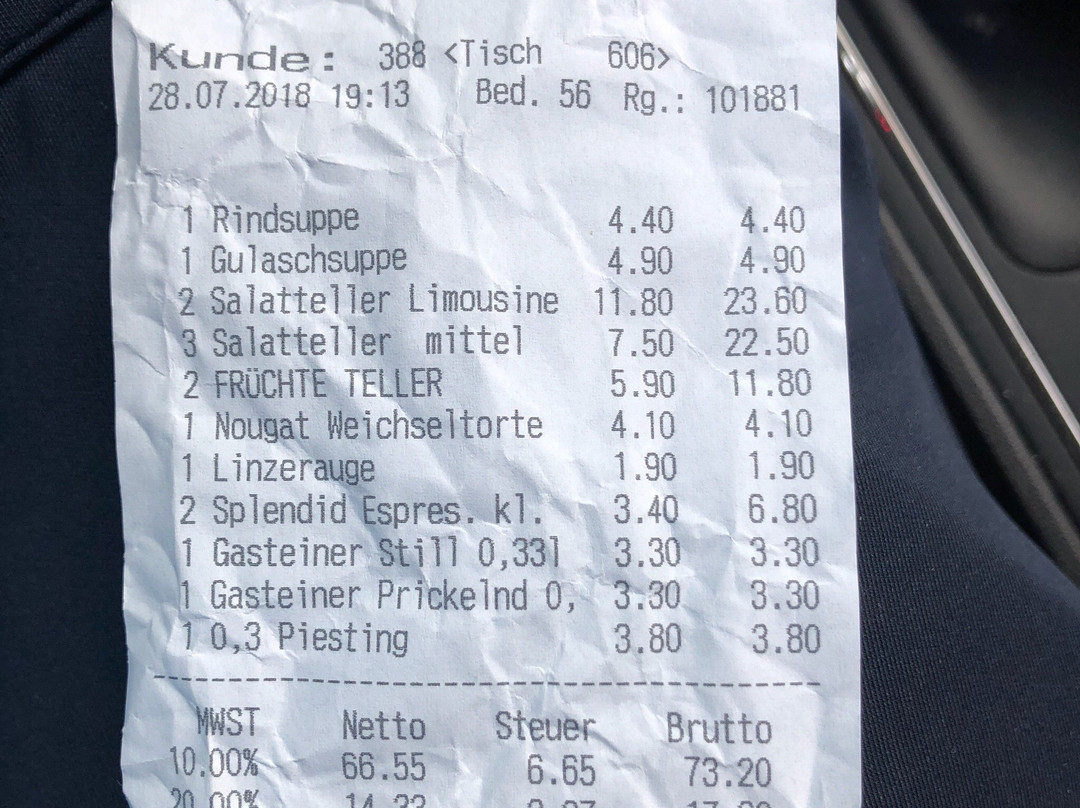 Kunde: 388 <Tisch 606>
28.07.2018 19:13 Bed. 56 Rg.: 101881
1 Rindsuppe 4.40 4.40
1 Gulaschsuppe 4.90 4.90
2 Salatteller Limousine 11.80 23.60
3 Salatteller mittel 7.50 22.50
2 FRÜCHTE TELLER 5.90 11.80
1 Nougat Weichseltorte 4.10 4.10
1 Linzerauge 1.90 1.90
2 Splendid Espres. kl. 3.40 6.80
1 Gasteiner Still 0,33l 3.30 3.30
1 Gasteiner Prickelnd 0, 3.30 3.30
1 0,3 Piesting 3.80 3.80
MWST Netto Steuer Brutto
10.00% 66.55 6.65 73.20
20.00%